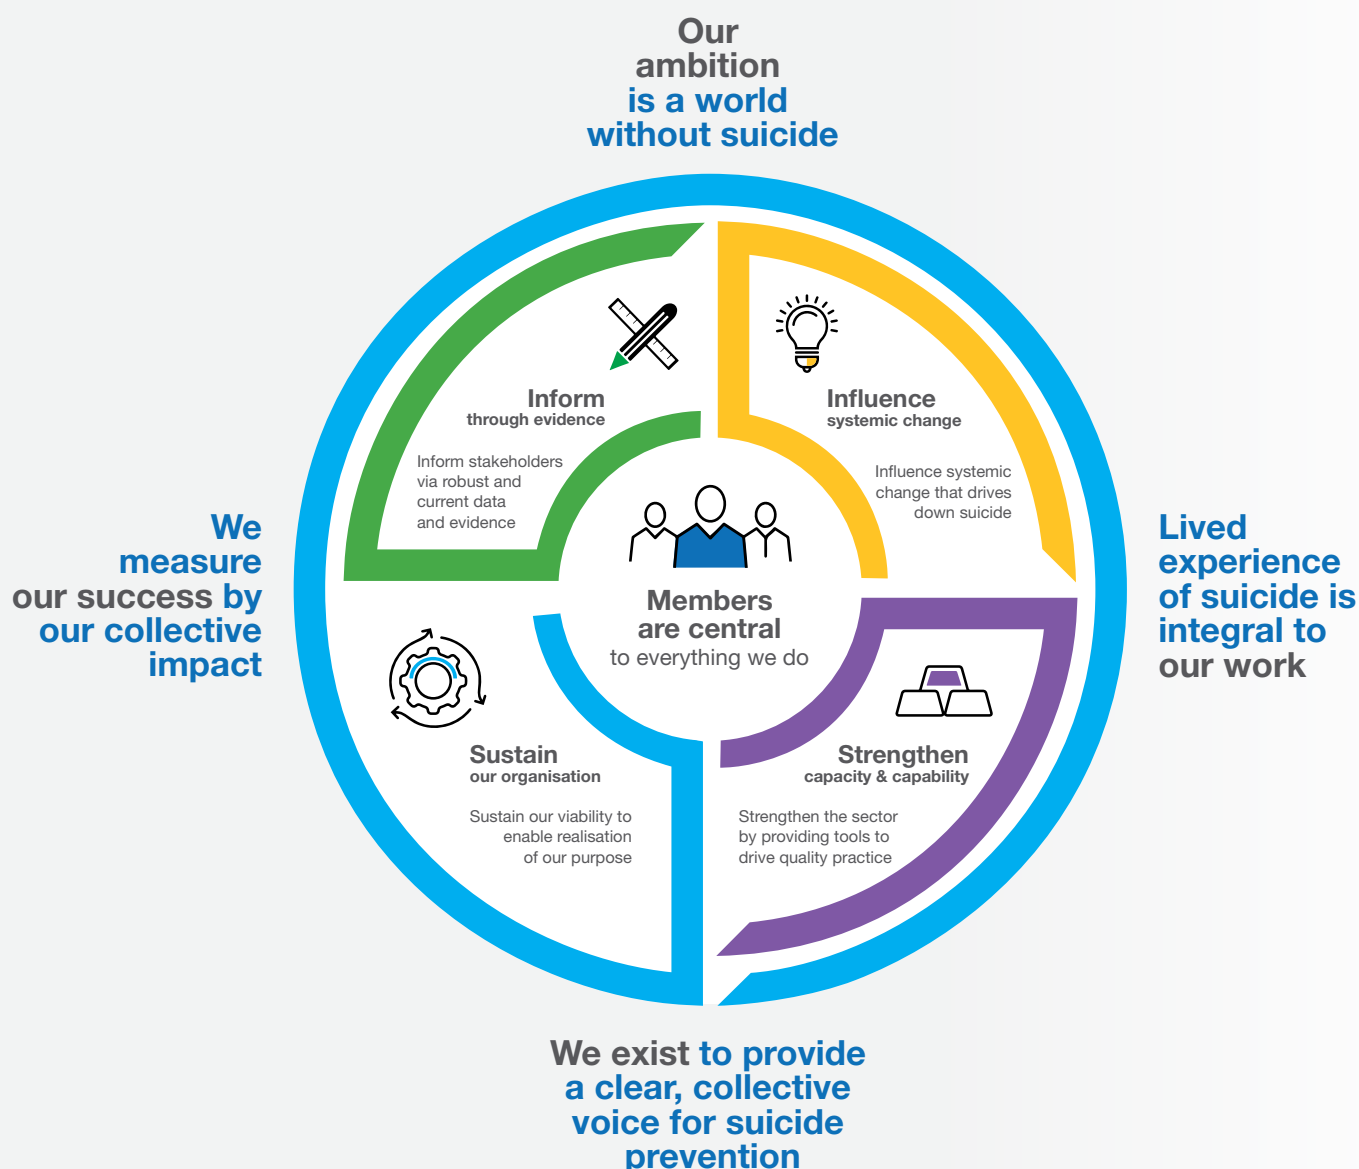 Our
ambition
is a world
without suicide
Inform
through evidence
Inform stakeholders
via robust and
current data
and evidence
Influence
systemic change
Influence systemic
change that drives
down suicide
We
measure
our success by
our collective
impact
Members
are central
to everything we do
Lived
experience
of suicide is
integral to
our work
Sustain
our organisation
Sustain our viability to
enable realisation
of our purpose
Strengthen
capacity & capability
Strengthen the sector
by providing tools to
drive quality practice
We exist to provide
a clear, collective
voice for suicide
prevention